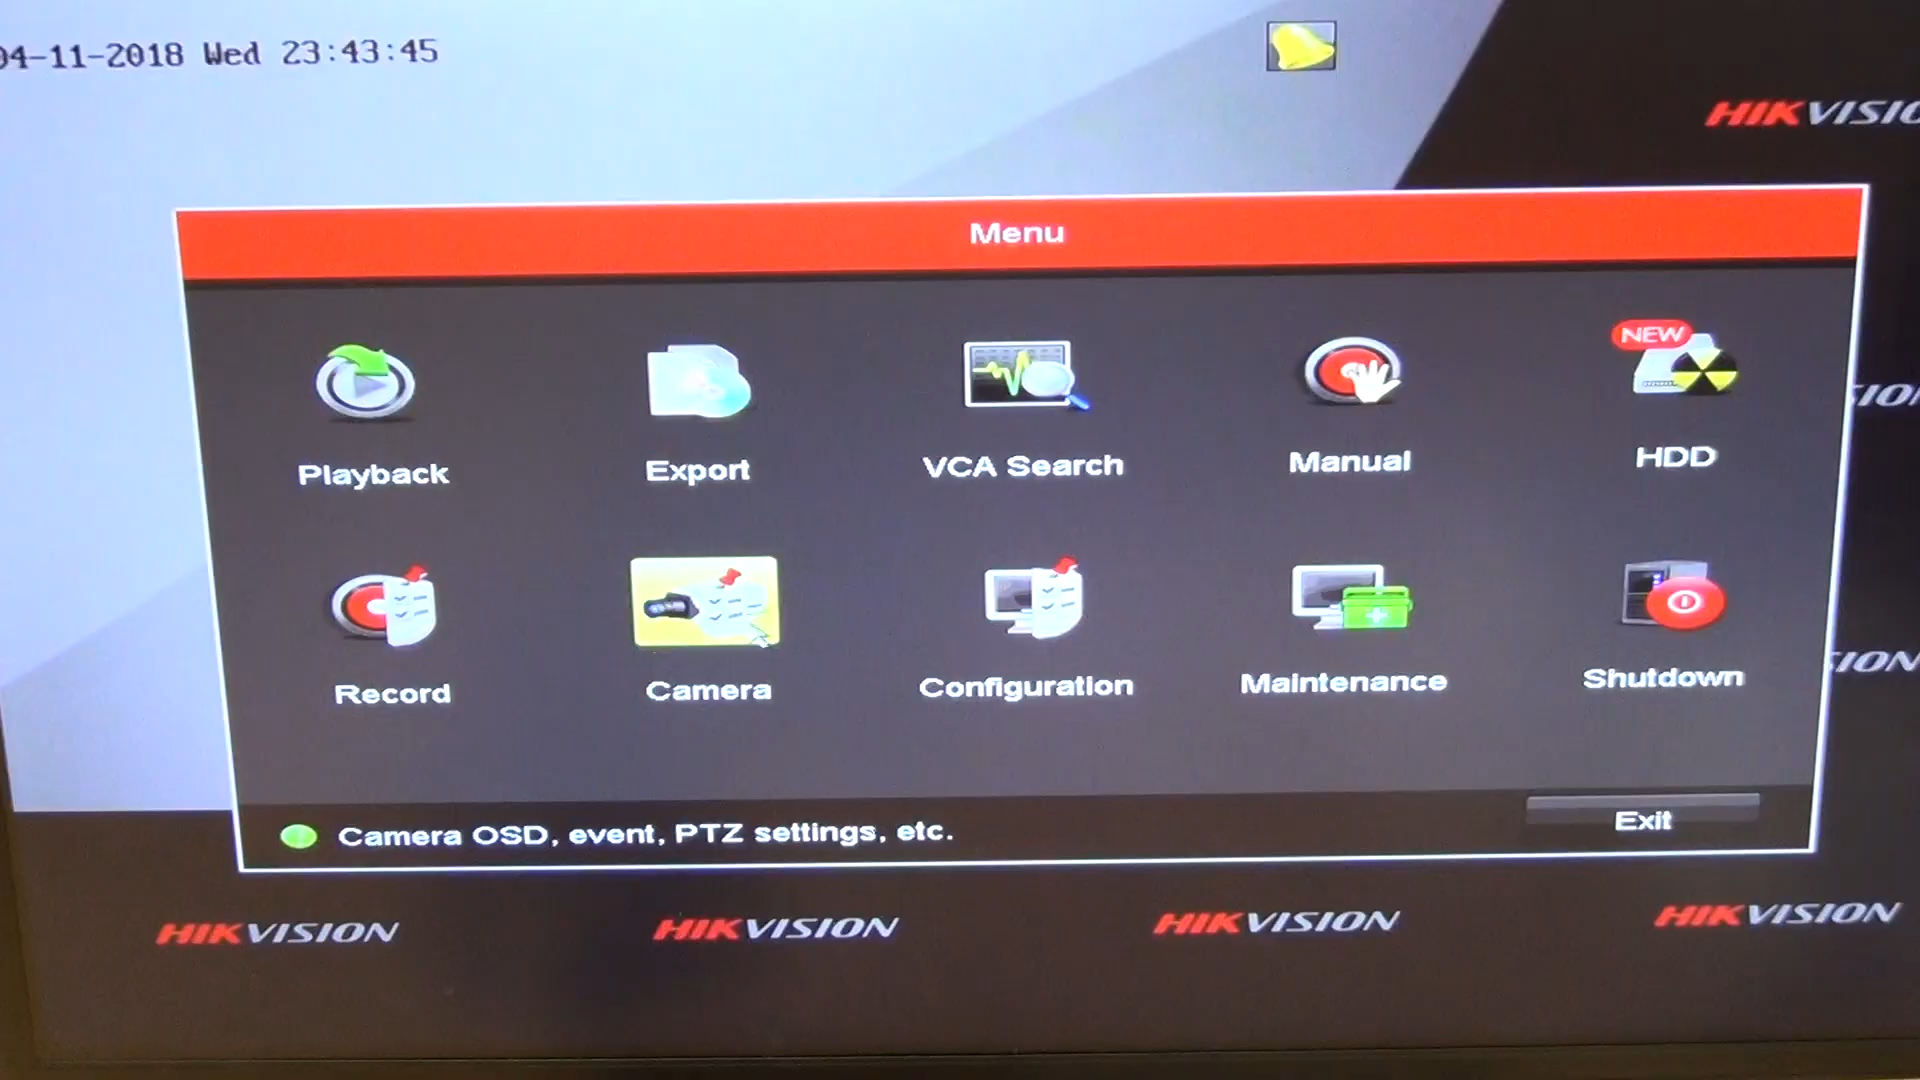 04-11-2018 Wed 23:43:45
HIKVISIO
Menu
NEW
Playback Export VCA Search Manual HDD
Record Camera Configuration Maintenance Shutdown
Camera OSD, event, PTZ settings, etc.
Exit
HIKVISION HIKVISION HIKVISION HIKVISION